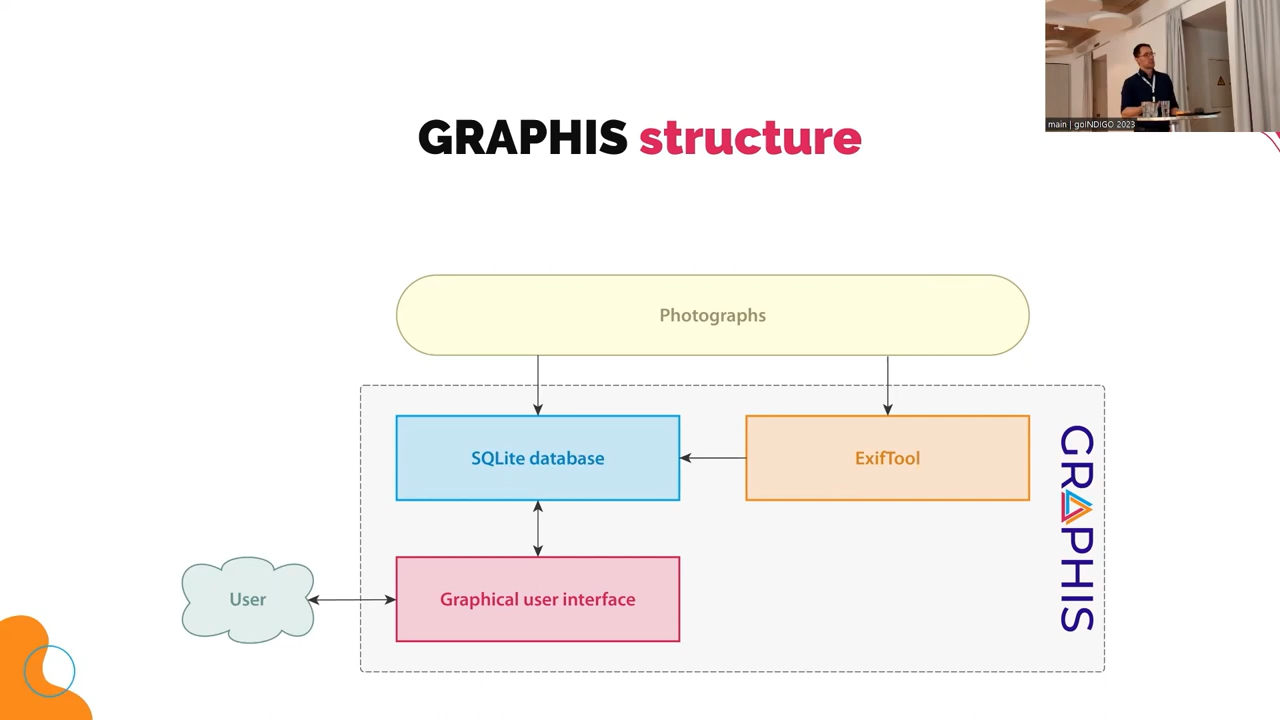 main | goINDIGO 2023
GRAPHIS structure
Photographs
SQLite database
ExifTool
GRAPHIS
User
Graphical user interface